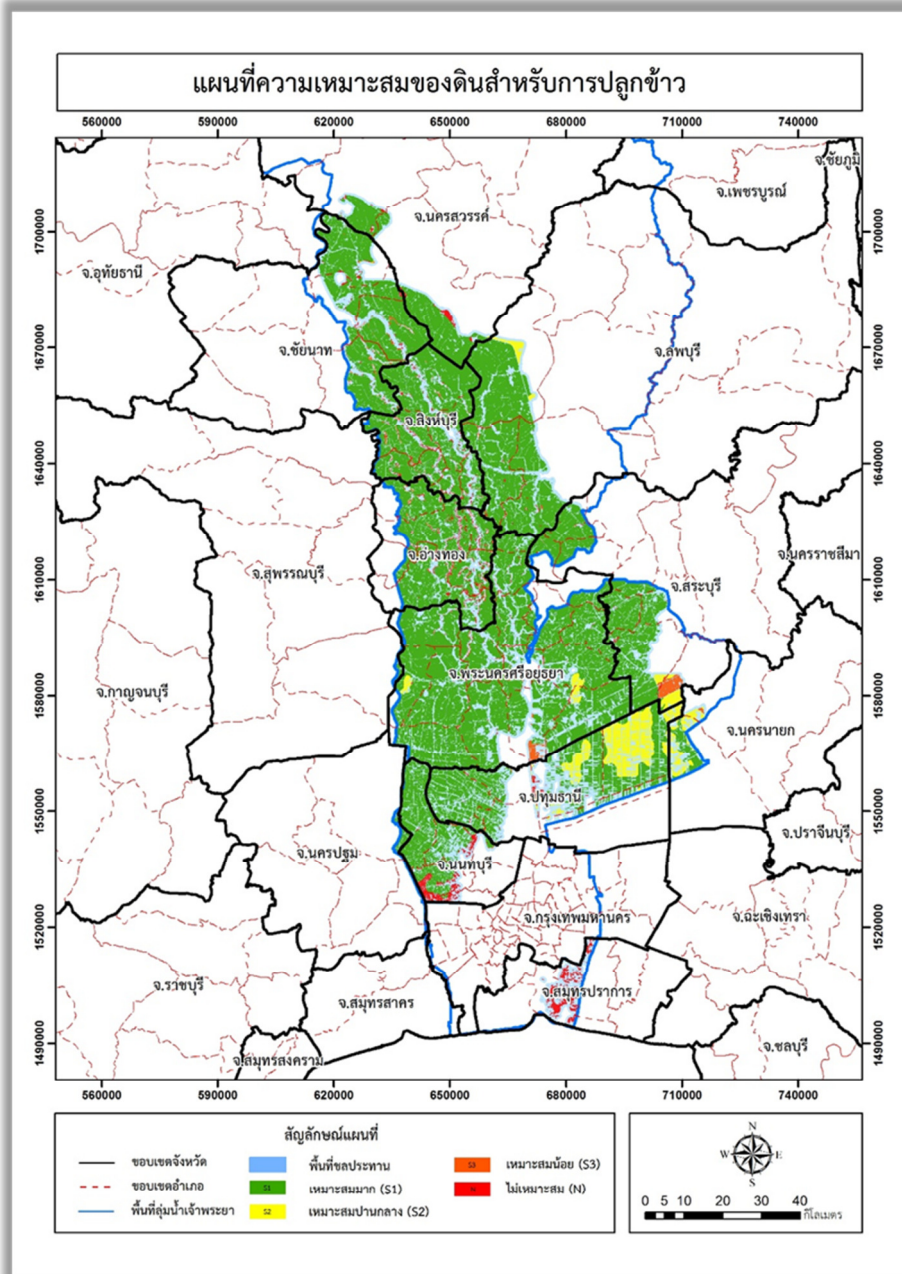 แผนที่ความเหมาะสมของดินสำหรับการปลูกข้าว
560000 590000 620000 650000 680000 710000 740000
จ.ชัยภูมิ
จ.เพชรบูรณ์
จ.นครสวรรค์
1700000 1700000
จ.อุทัยธานี
จ.ชัยนาท
จ.ลพบุรี
1670000 1670000
จ.สิงห์บุรี
1640000 1640000
จ.อ่างทอง
จ.นครราชสีมา
จ.สุพรรณบุรี
จ.สระบุรี
1610000 1610000
จ.พระนครศรีอยุธยา
จ.กาญจนบุรี
1580000 1580000
จ.นครนายก
จ.ปทุมธานี
1550000 1550000
จ.ปราจีนบุรี
จ.นครปฐม
จ.นนทบุรี
จ.กรุงเทพมหานคร
จ.ฉะเชิงเทรา
1520000 1520000
จ.ราชบุรี
จ.สมุทรสาคร
จ.สมุทรปราการ
จ.สมุทรสงคราม
จ.ชลบุรี
1490000 1490000
560000 590000 620000 650000 680000 710000 740000
สัญลักษณ์แผนที่
ขอบเขตจังหวัด
ขอบเขตอำเภอ
พื้นที่ลุ่มน้ำเจ้าพระยา
พื้นที่ชลประทาน
S1 เหมาะสมมาก (S1)
S2 เหมาะสมปานกลาง (S2)
S3 เหมาะสมน้อย (S3)
N ไม่เหมาะสม (N)
N
W E
S
0 5 10 20 30 40
กิโลเมตร